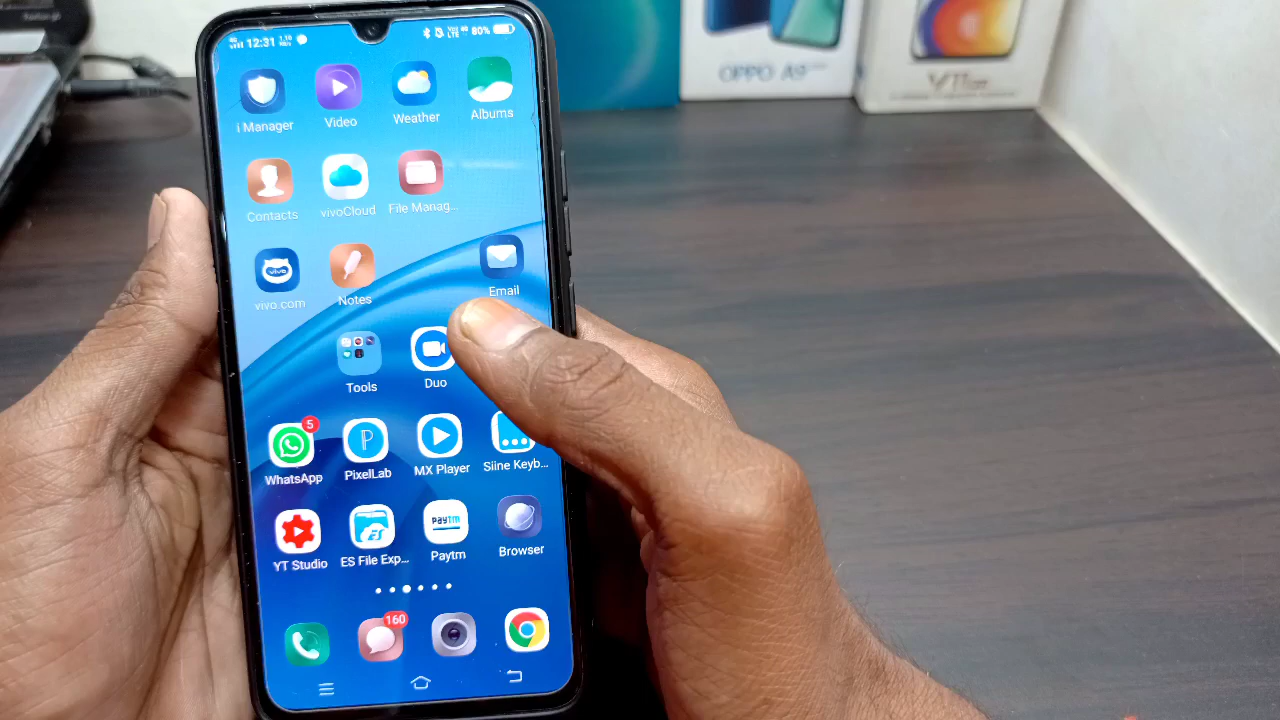 12:31
80%
i Manager
Video
Weather
Albums
Contacts
vivoCloud
File Manag...
vivo
vivo.com
Notes
Email
Tools
Duo
5
WhatsApp
P
PixelLab
MX Player
Siine Keyb...
YT Studio
ES
ES File Exp...
Paytm
Paytm
Browser
160
OPPO A9
V11